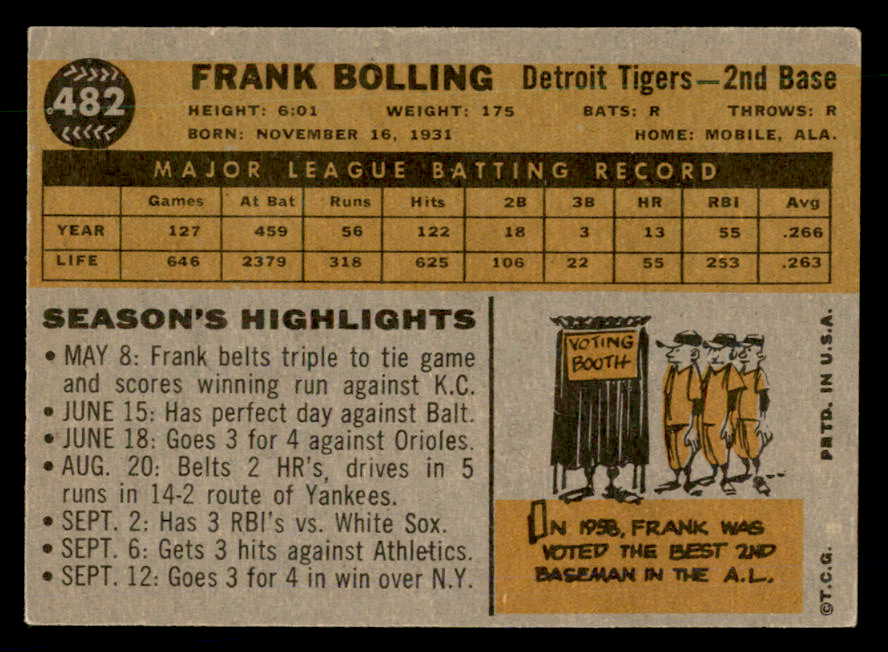 482
FRANK BOLLING Detroit Tigers—2nd Base
HEIGHT: 6:01 WEIGHT: 175 BATS: R THROWS: R
BORN: NOVEMBER 16, 1931 HOME: MOBILE, ALA.
MAJOR LEAGUE BATTING RECORD
Games At Bat Runs Hits 2B 3B HR RBI Avg
YEAR 127 459 56 122 18 3 13 55 .266
LIFE 646 2379 318 625 106 22 55 253 .263
SEASON'S HIGHLIGHTS
• MAY 8: Frank belts triple to tie game
and scores winning run against K.C.
• JUNE 15: Has perfect day against Balt.
• JUNE 18: Goes 3 for 4 against Orioles.
• AUG. 20: Belts 2 HR's, drives in 5
runs in 14-2 route of Yankees.
• SEPT. 2: Has 3 RBI's vs. White Sox.
• SEPT. 6: Gets 3 hits against Athletics.
• SEPT. 12: Goes 3 for 4 in win over N.Y.
VOTING
BOOTH
IN 1958, FRANK WAS
VOTED THE BEST 2ND
BASEMAN IN THE A.L.
©T.C.G. PRTD. IN U.S.A.